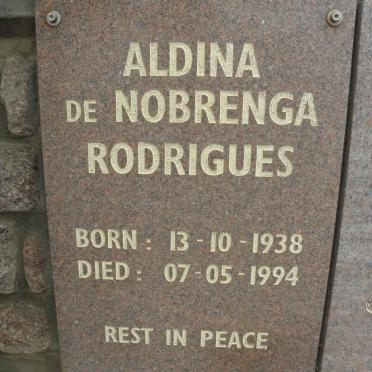 ALDINA
DE NOBRENGA
RODRIGUES
BORN : 13 - 10 - 1938
DIED : 07 - 05 - 1994
REST IN PEACE